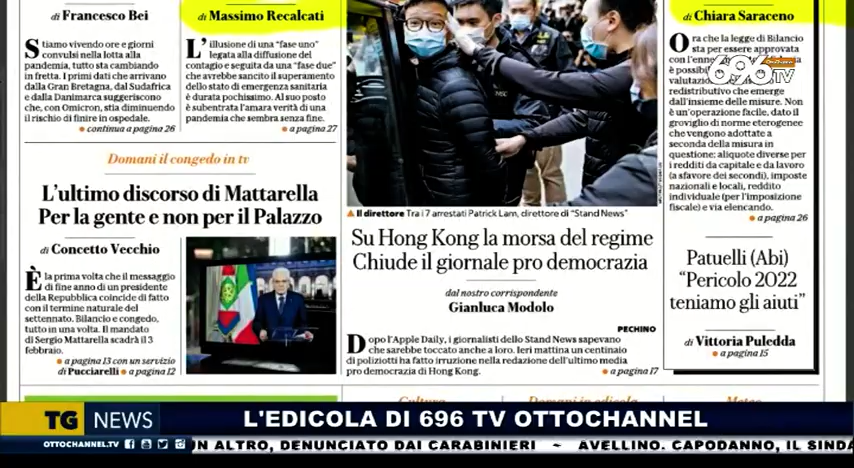 di Francesco Bei
Stiamo vivendo ore e giorni
convulsi nella lotta alla
pandemia, tutto sta cambiando
in fretta. I primi dati che arrivano
dalla Gran Bretagna, dal Sudafrica
e dalla Danimarca suggeriscono
che, con Omicron, stia diminuendo
il rischio di finire in ospedale.
● continua a pagina 26
di Massimo Recalcati
L'illusione di una "fase uno"
legata alla diffusione del
contagio e seguita da una "fase due"
che avrebbe sancito il superamento
dello stato di emergenza sanitaria
è durata pochissimo. Al suo posto
è subentrata l'amara verità di una
pandemia che sembra senza fine.
● a pagina 27
Domani il congedo in tv
L'ultimo discorso di Mattarella
Per la gente e non per il Palazzo
di Concetto Vecchio
È la prima volta che il messaggio
di fine anno di un presidente
della Repubblica coincide di fatto
con il termine naturale del
settennato. Bilancio e congedo,
tutto in una volta. Il mandato
di Sergio Mattarella scadrà il 3
febbraio.
● a pagina 13 con un servizio
di Pucciarelli ● a pagina 12
▲ Il direttore Tra i 7 arrestati Patrick Lam, direttore di "Stand News"
Su Hong Kong la morsa del regime
Chiude il giornale pro democrazia
dal nostro corrispondente
Gianluca Modolo
PECHINO
Dopo l'Apple Daily, i giornalisti dello Stand News sapevano
che sarebbe toccato anche a loro. Ieri mattina un centinaio
di poliziotti ha fatto irruzione nella redazione dell'ultimo media
pro democrazia di Hong Kong.
● a pagina 17
di Chiara Saraceno
Ora che la legge di Bilancio
sta per essere approvata
con l'enne
è possibi
valutazio
redistributivo che emerge
dall'insieme delle misure. Non
è un'operazione facile, dato il
groviglio di norme eterogenee
che vengono adottate a
seconda della misura in
questione: aliquote diverse per
i redditi da capitale e da lavoro
(a sfavore dei secondi), imposte
nazionali e locali, reddito
individuale (per l'imposizione
fiscale) e via elencando.
● a pagina 26
696
TV
Patuelli (Abi)
"Pericolo 2022
teniamo gli aiuti"
di Vittoria Puledda
● a pagina 15
TG NEWS
L'EDICOLA DI 696 TV OTTOCHANNEL
OTTOCHANNEL.TV
UN ALTRO, DENUNCIATO DAI CARABINIERI ~ AVELLINO. CAPODANNO, IL SINDA